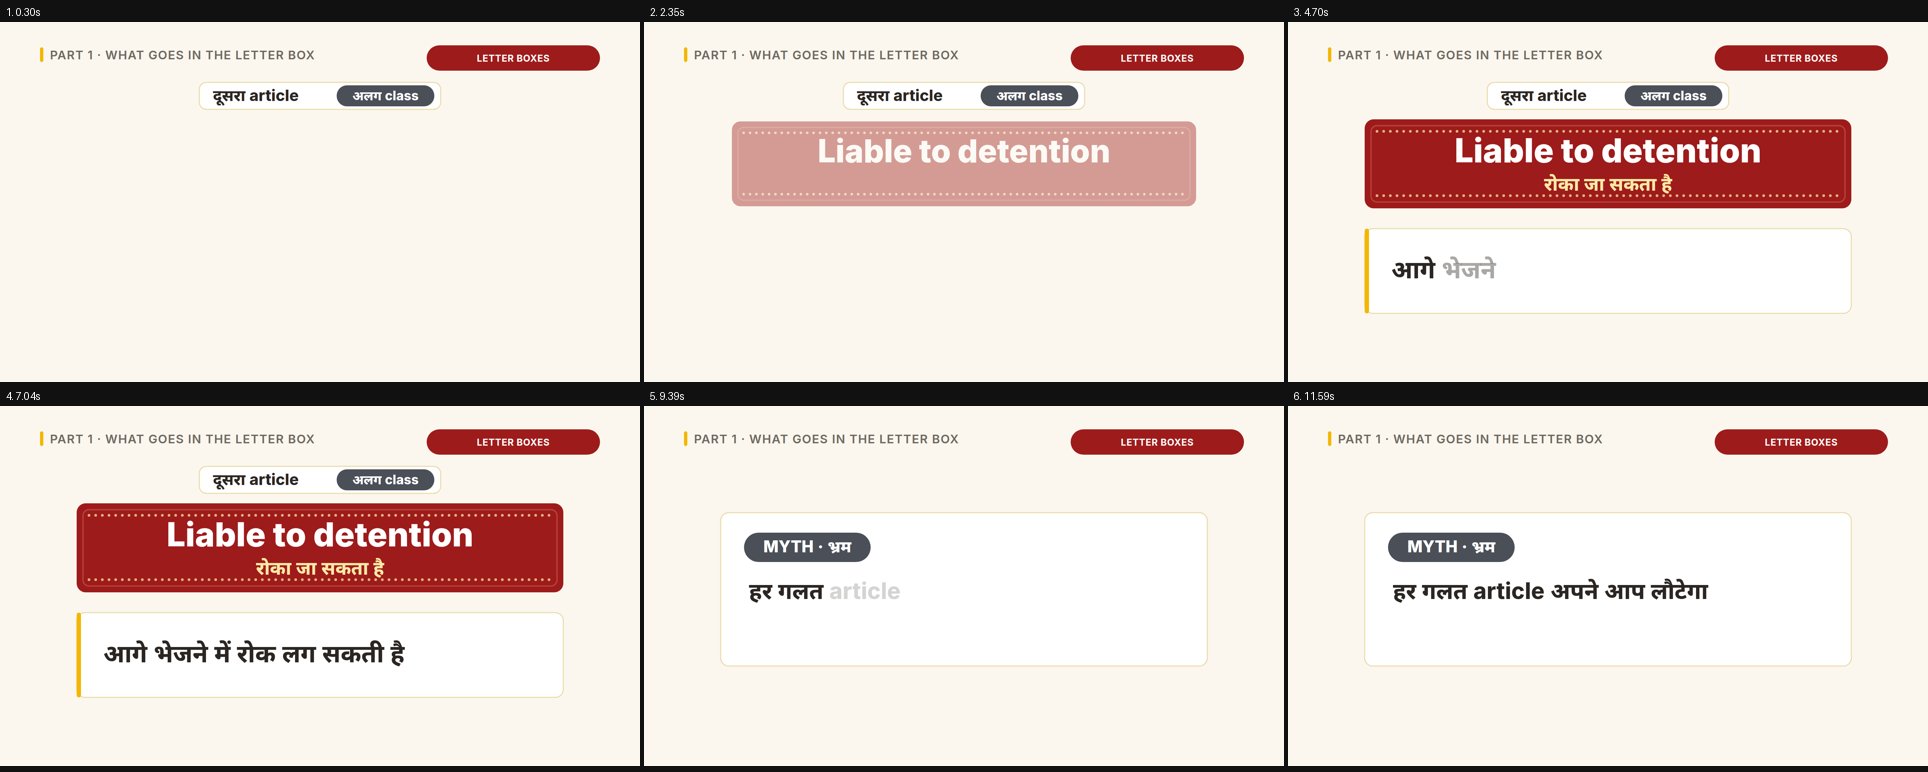 1. 0.30s
PART 1 · WHAT GOES IN THE LETTER BOX
LETTER BOXES
दूसरा article
अलग class
2. 2.35s
PART 1 · WHAT GOES IN THE LETTER BOX
LETTER BOXES
दूसरा article
अलग class
Liable to detention
3. 4.70s
PART 1 · WHAT GOES IN THE LETTER BOX
LETTER BOXES
दूसरा article
अलग class
Liable to detention
रोका जा सकता है
आगे भेजने
4. 7.04s
PART 1 · WHAT GOES IN THE LETTER BOX
LETTER BOXES
दूसरा article
अलग class
Liable to detention
रोका जा सकता है
आगे भेजने में रोक लग सकती है
5. 9.39s
PART 1 · WHAT GOES IN THE LETTER BOX
LETTER BOXES
MYTH · भ्रम
हर गलत article
6. 11.59s
PART 1 · WHAT GOES IN THE LETTER BOX
LETTER BOXES
MYTH · भ्रम
हर गलत article अपने आप लौटेगा